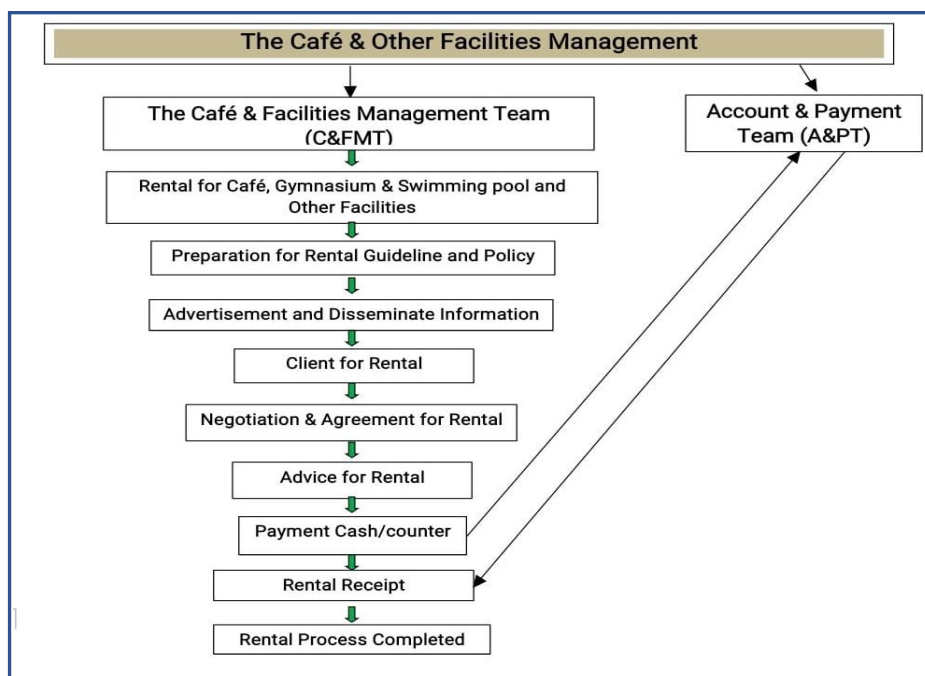 The Café & Other Facilities Management
The Café & Facilities Management Team
(C&FMT)
Account & Payment
Team (A&PT)
Rental for Café, Gymnasium & Swimming pool and
Other Facilities
Preparation for Rental Guideline and Policy
Advertisement and Disseminate Information
Client for Rental
Negotiation & Agreement for Rental
Advice for Rental
Payment Cash/counter
Rental Receipt
Rental Process Completed